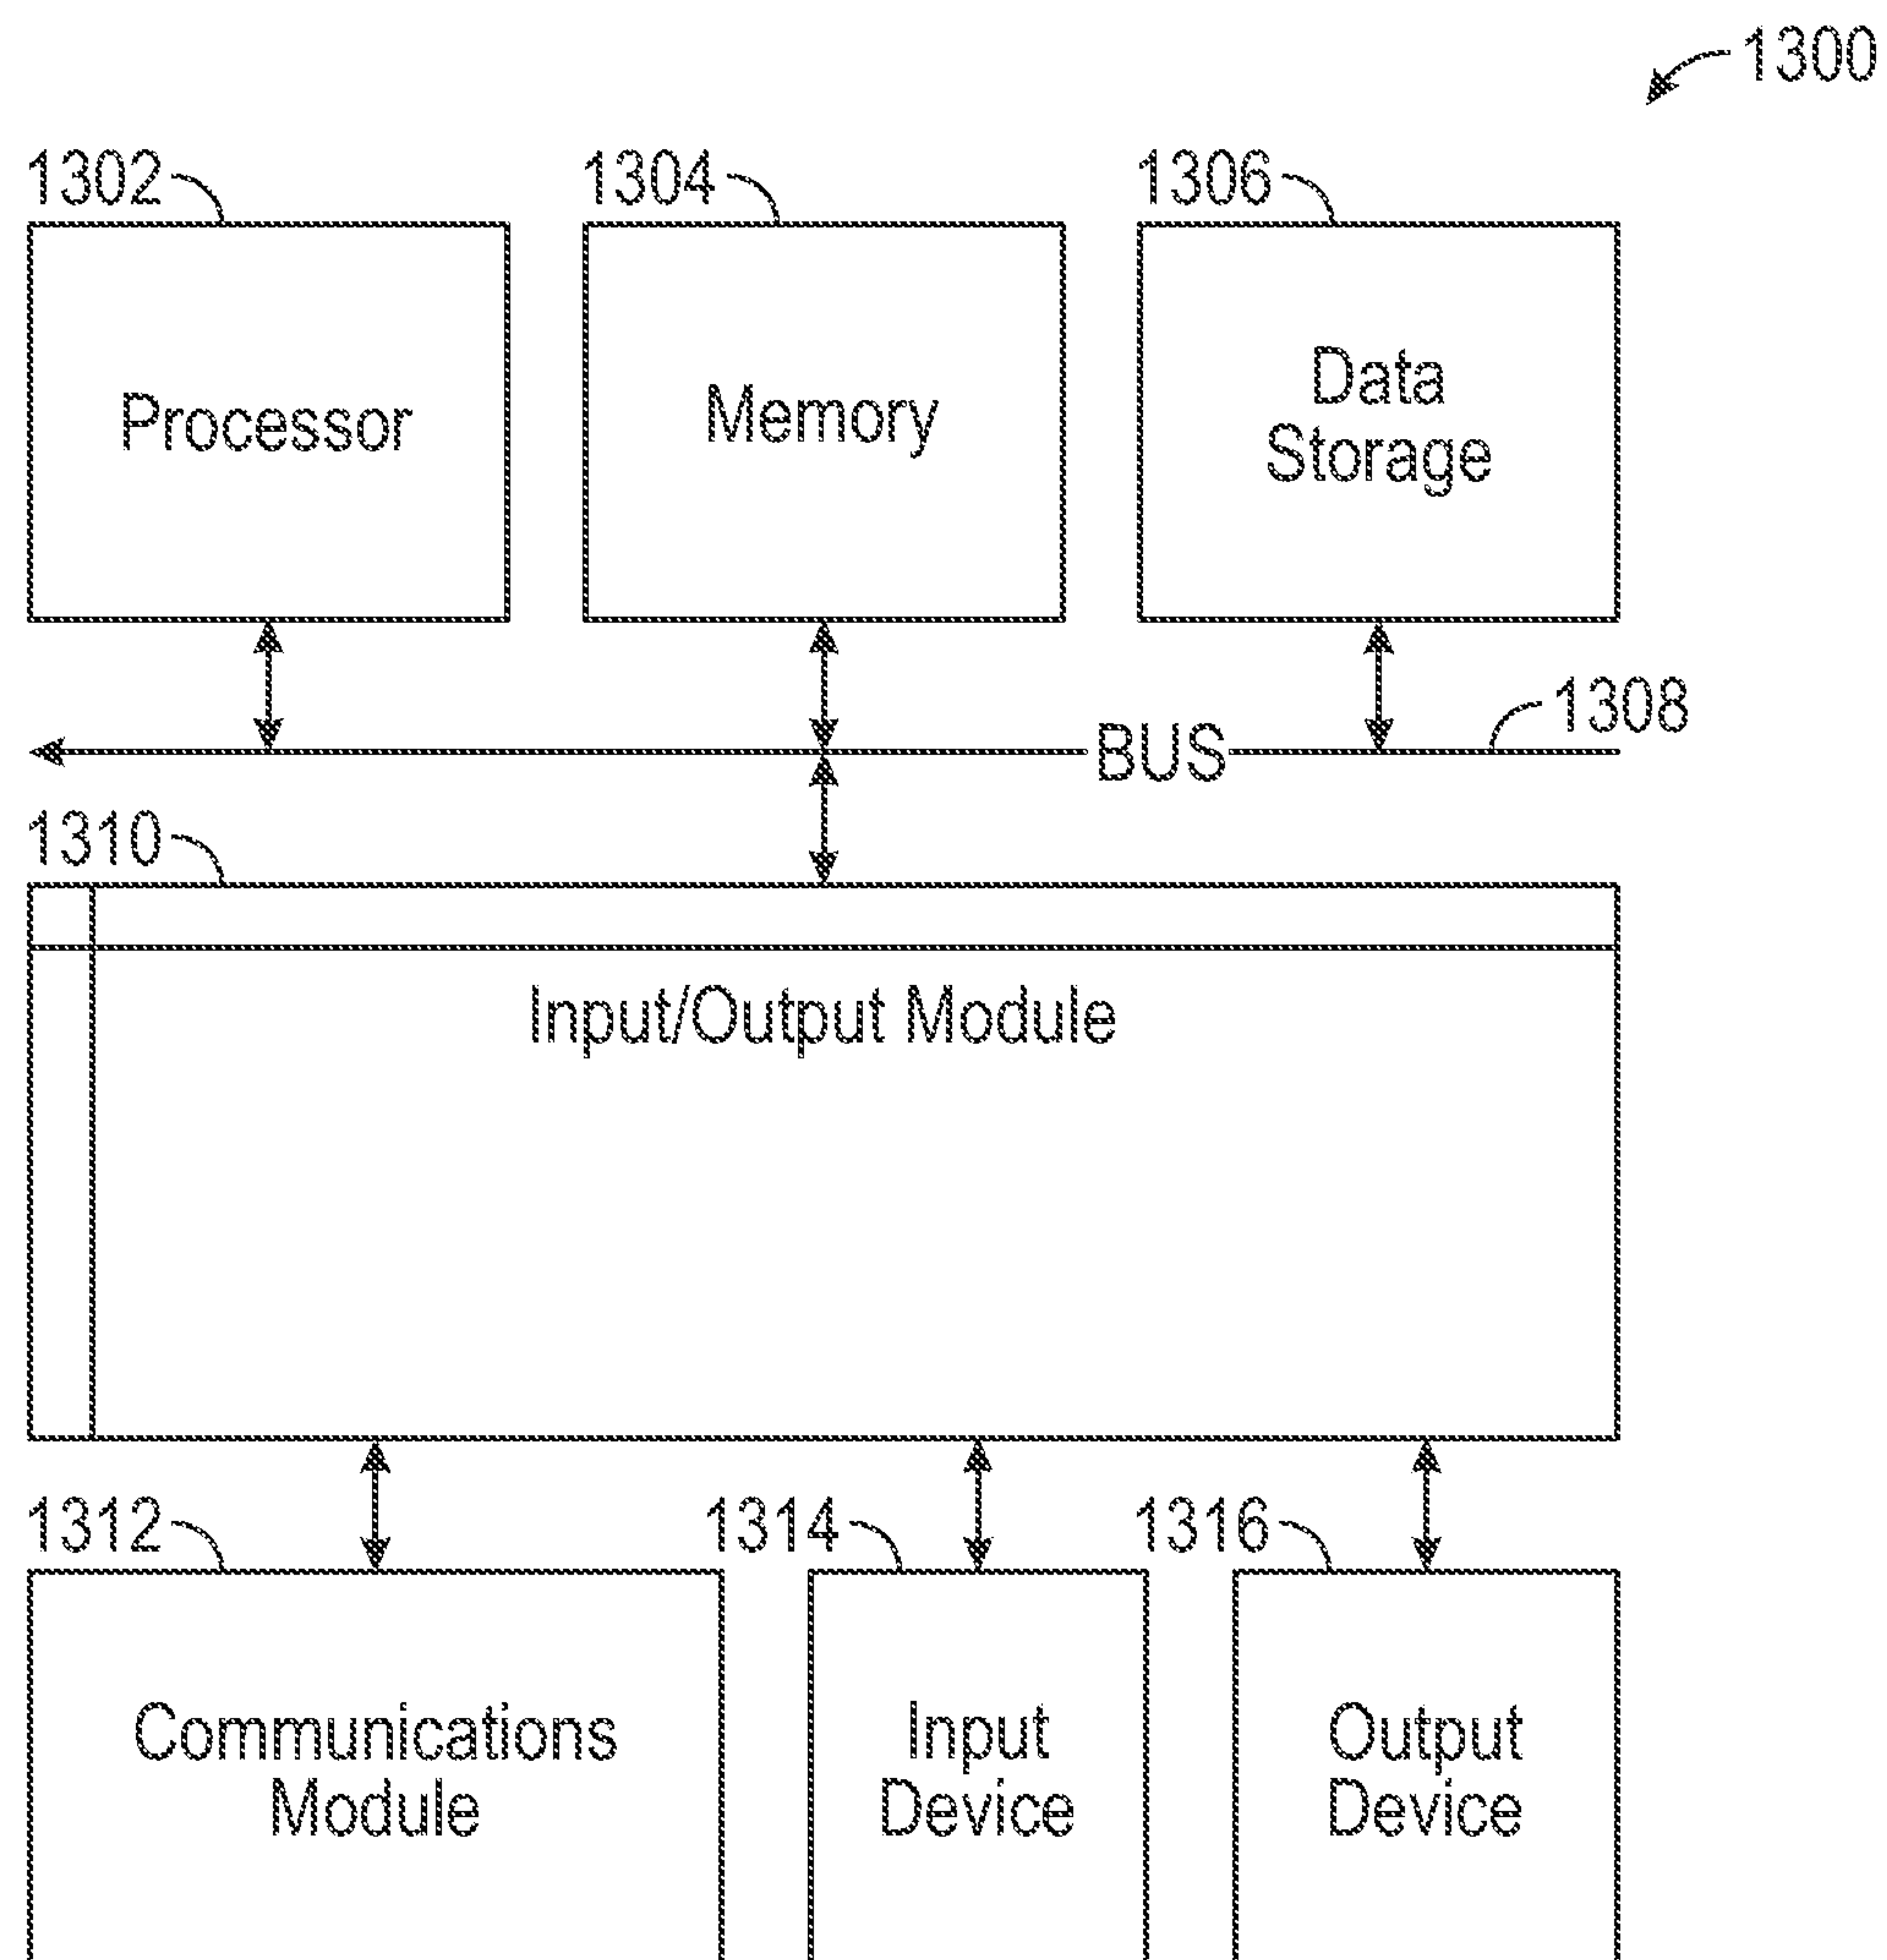 1300
1302
1304
1306
Processor
Memory
Data
Storage
1308
BUS
1310
Input/Output Module
1312
1314
1316
Communications
Module
Input
Device
Output
Device